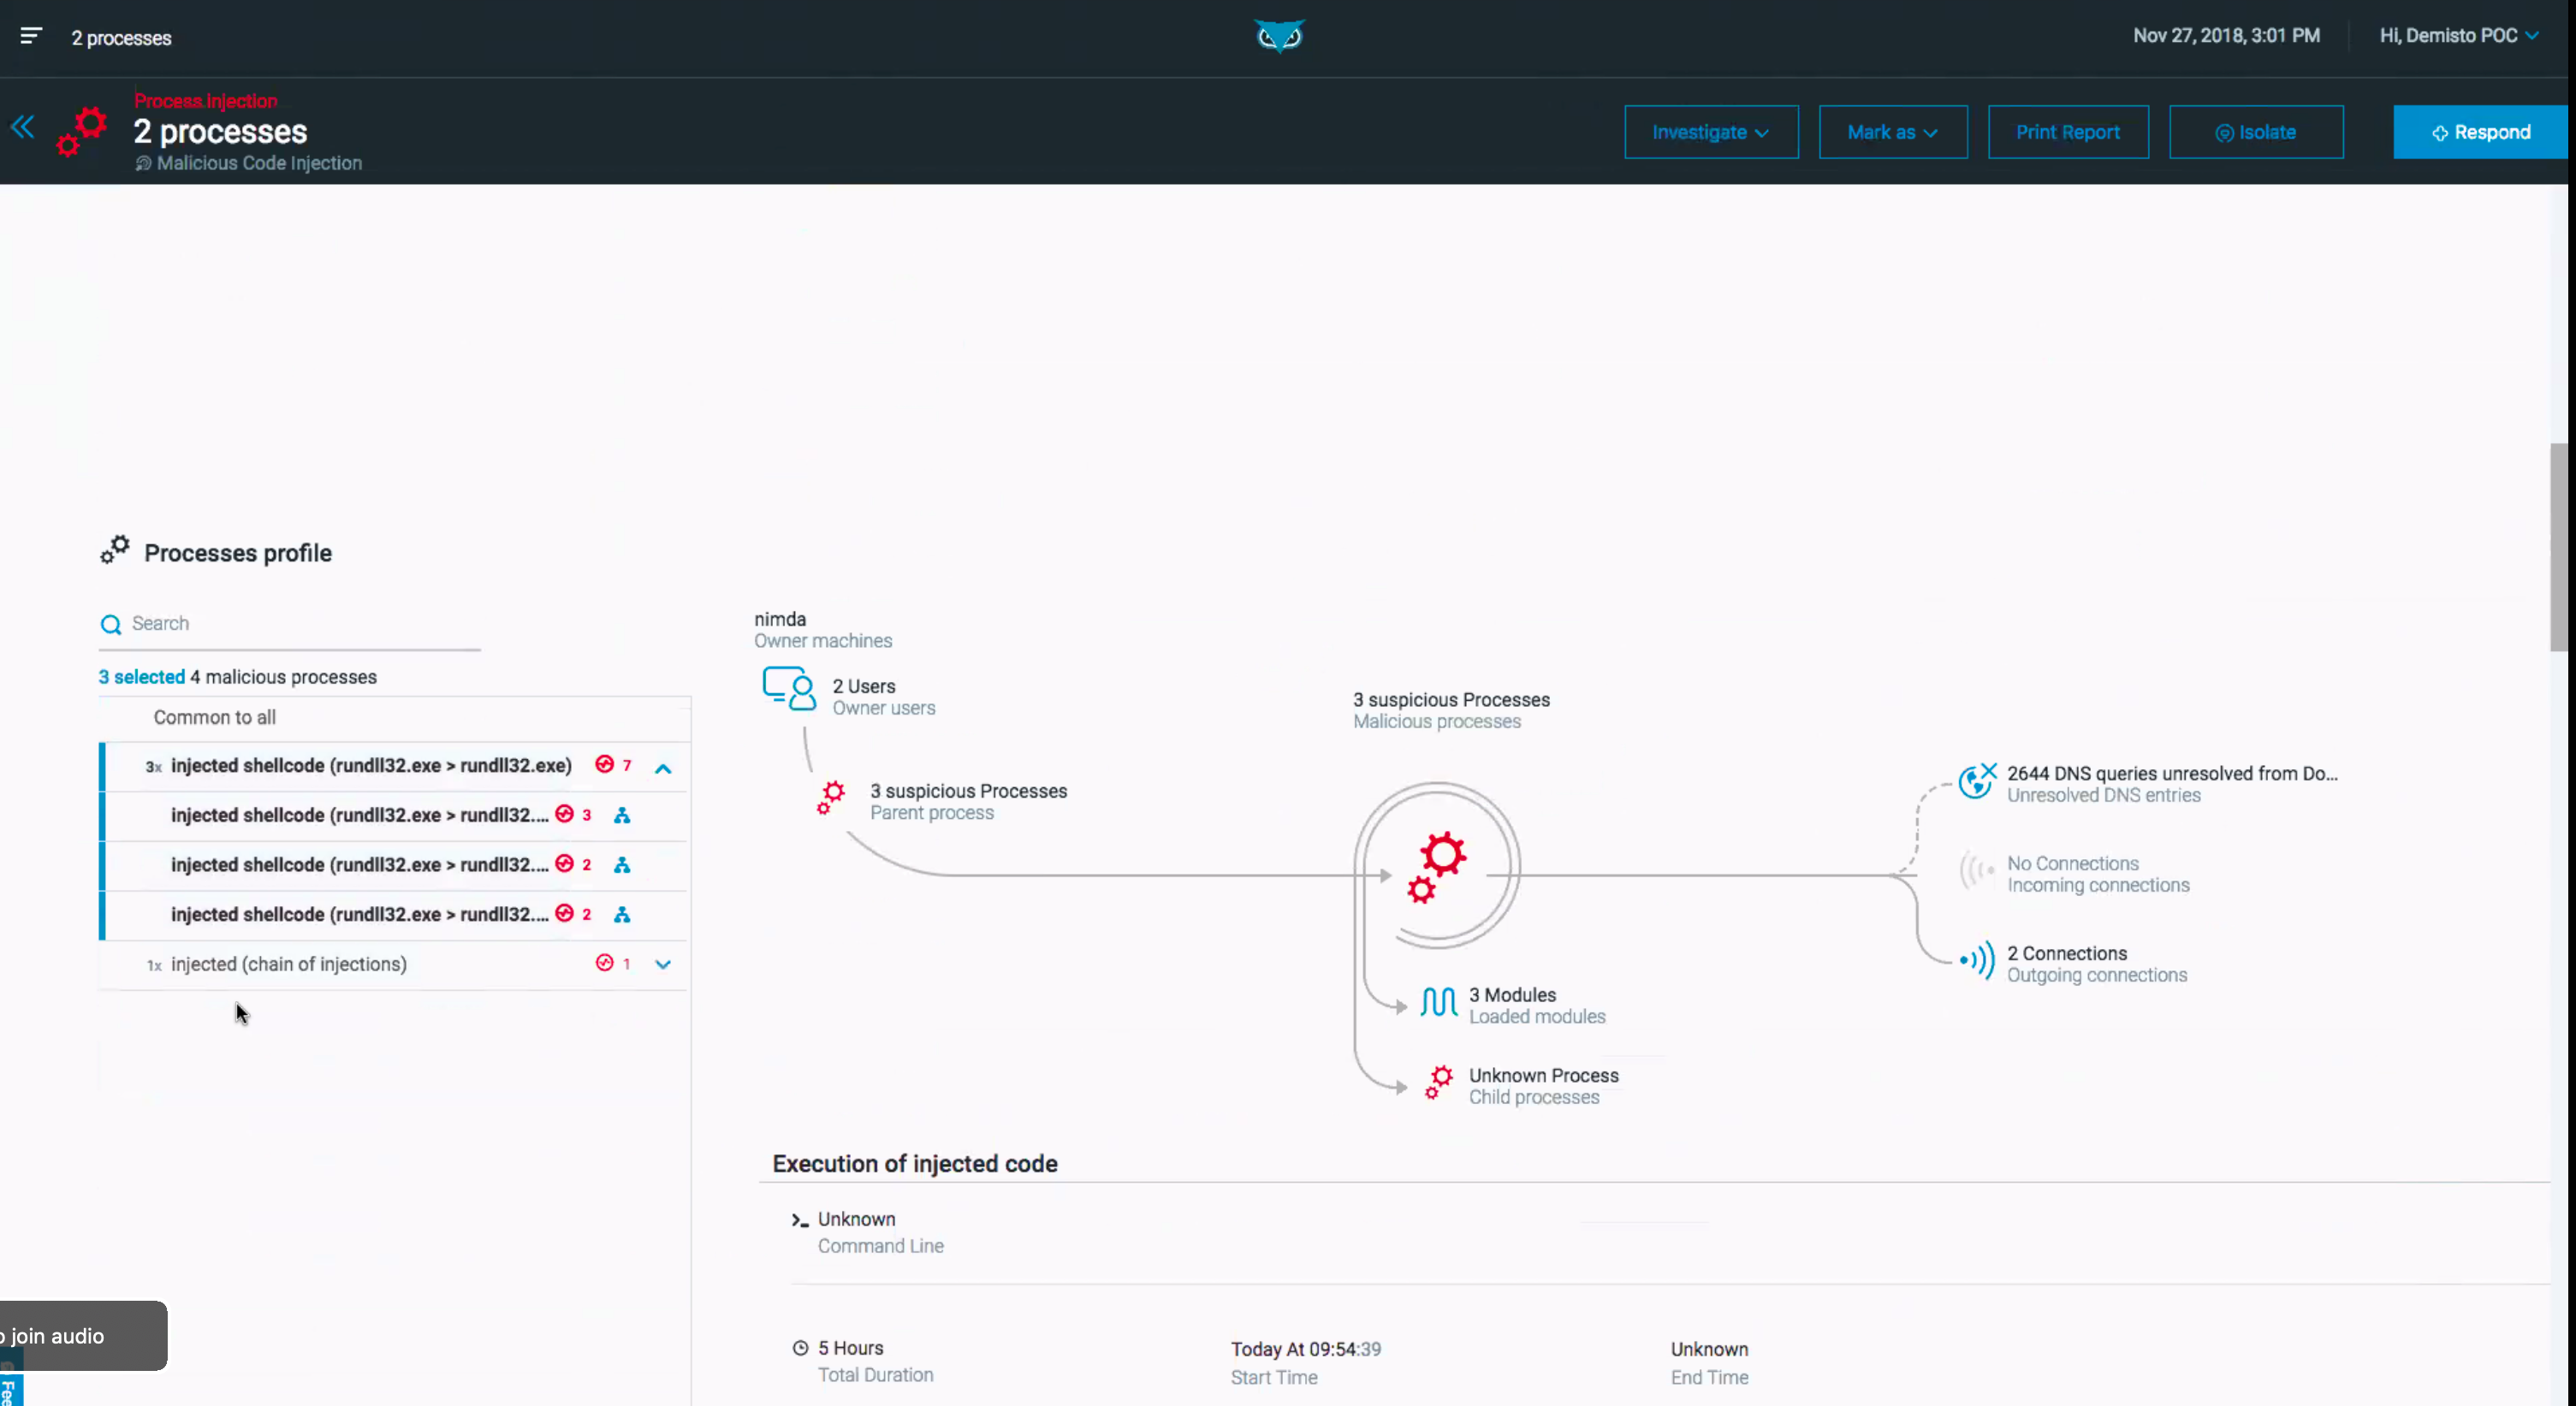 2 processes
Nov 27, 2018, 3:01 PM
Hi, Demisto POC
Process.injection
2 processes
Malicious Code Injection
Investigate
Mark as
Print Report
Isolate
Respond
Processes profile
Search
3 selected 4 malicious processes
Common to all
3x injected shellcode (rundll32.exe > rundll32.exe) 7
injected shellcode (rundll32.exe > rundll32.... 3
injected shellcode (rundll32.exe > rundll32.... 2
injected shellcode (rundll32.exe > rundll32.... 2
1x injected (chain of injections) 1
nimda
Owner machines
2 Users
Owner users
3 suspicious Processes
Parent process
3 suspicious Processes
Malicious processes
3 Modules
Loaded modules
Unknown Process
Child processes
2644 DNS queries unresolved from Do...
Unresolved DNS entries
No Connections
Incoming connections
2 Connections
Outgoing connections
Execution of injected code
Unknown
Command Line
5 Hours
Total Duration
Today At 09:54:39
Start Time
Unknown
End Time
join audio
Fee